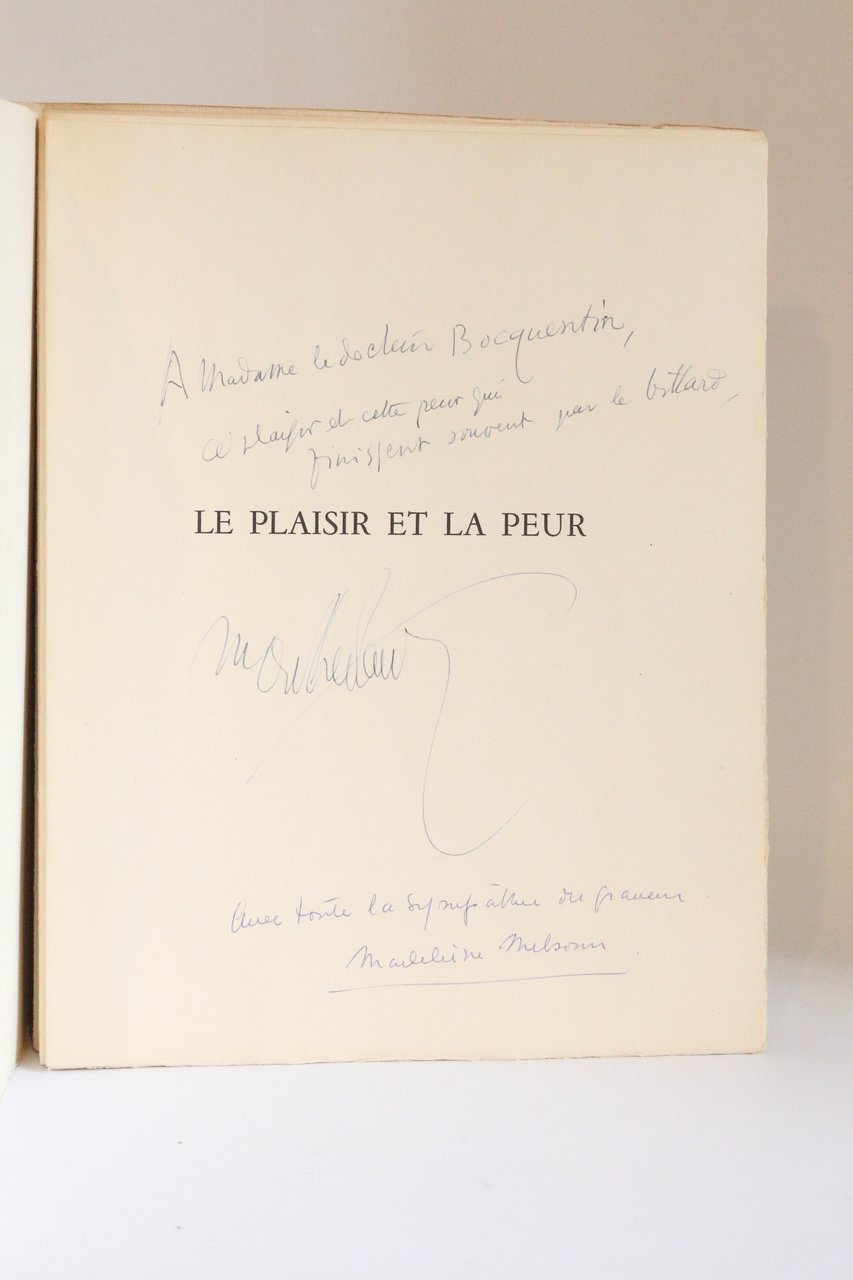 A Madame le docteur Bocquentin,
ce plaisir et cette peur qui
finissent souvent par le billard,
LE PLAISIR ET LA PEUR
Montherlant
Avec toute la sympathie du graveur
Madeleine Melsonn